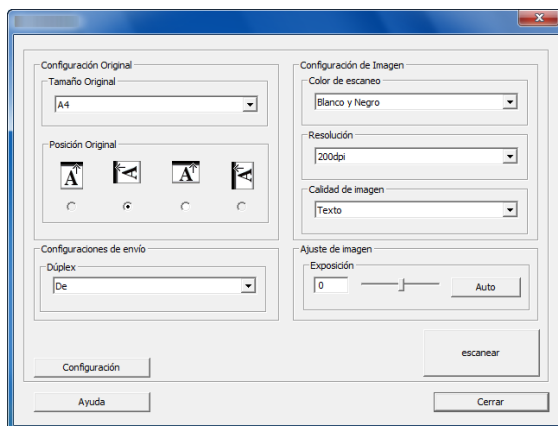 Configuración Original
Tamaño Original
A4
Posición Original
A
A
A
A
Configuraciones de envío
Dúplex
De
Configuración
Ayuda
Configuración de Imagen
Color de escaneo
Blanco y Negro
Resolución
200dpi
Calidad de imagen
Texto
Ajuste de imagen
Exposición
0
Auto
escanear
Cerrar